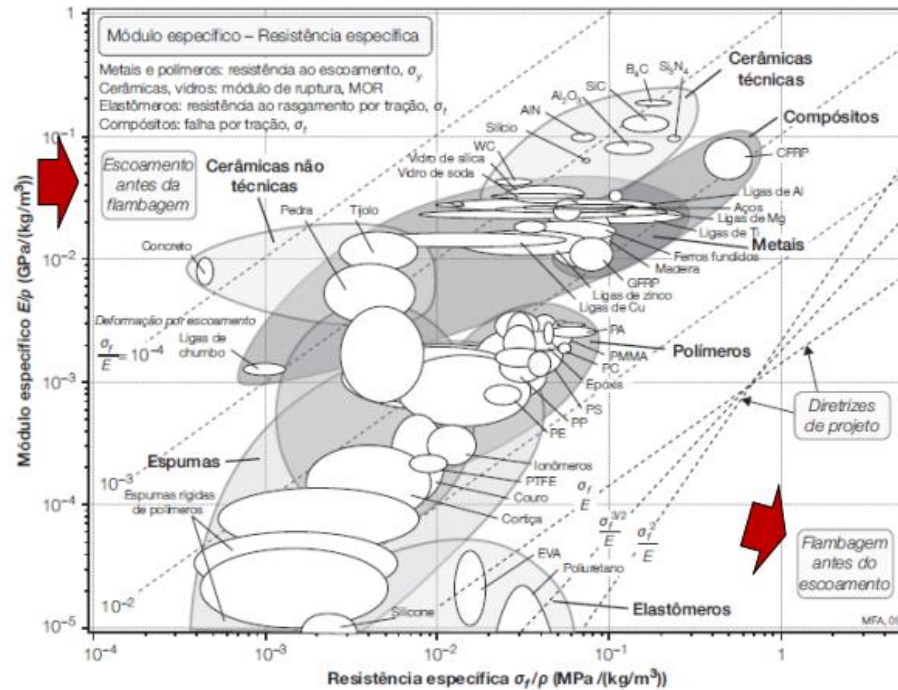 Módulo específico – Resistência específica
Metais e polímeros: resistência ao escoamento, σy
Cerâmicas, vidros: módulo de ruptura, MOR
Elastômeros: resistência ao rasgamento por tração, σt
Compósitos: falha por tração, σt
Escoamento
antes da
flambagem
Cerâmicas não
técnicas
Cerâmicas
técnicas
Compósitos
B4C
Si3N4
SiC
Al2O3
AlN
Silício
WC
Vidro de sílica
Vidro de soda
CFRP
Pedra
Tijolo
Concreto
Ligas de Al
Aços
Ligas de Mg
Ligas de Ti
Metais
Ferros fundidos
Madeira
GFRP
Ligas de zinco
Ligas de Cu
Deformação por escoamento
σf/E = 10⁻⁴
Ligas de
chumbo
PA
PMMA
Polímeros
PC
Epóxis
PS
PP
PE
Diretrizes
de projeto
Espumas
Ionômeros
PTFE
Couro
Cortiça
Espumas rígidas
de polímeros
10⁻³
σf/E
σf^3/2/E
σf²/E
Flambagem
antes do
escoamento
EVA
Poliuretano
Elastômeros
Silicone
10⁻²
MFA, 09
Módulo específico E/ρ (GPa/(kg/m³))
1
10⁻¹
10⁻²
10⁻³
10⁻⁴
10⁻⁵
10⁻⁴ 10⁻³ 10⁻² 10⁻¹ 1
Resistência específica σf/ρ (MPa/(kg/m³))